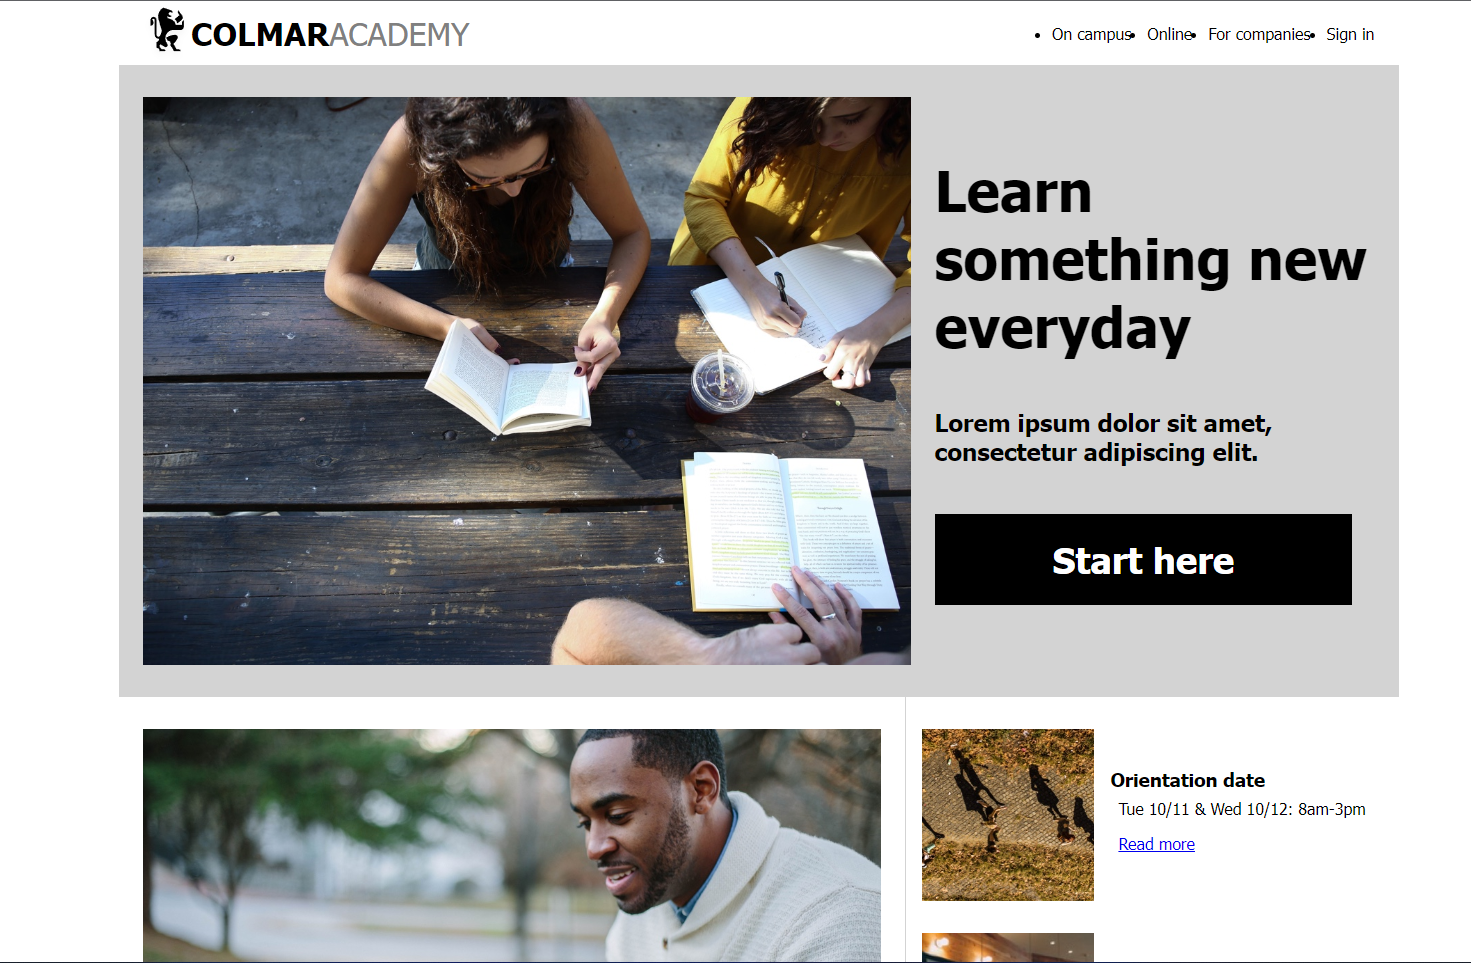 COLMARACADEMY
On campus Online For companies Sign in
Learn
something new
everyday
Lorem ipsum dolor sit amet,
consectetur adipiscing elit.
Start here
Orientation date
Tue 10/11 & Wed 10/12: 8am-3pm
Read more